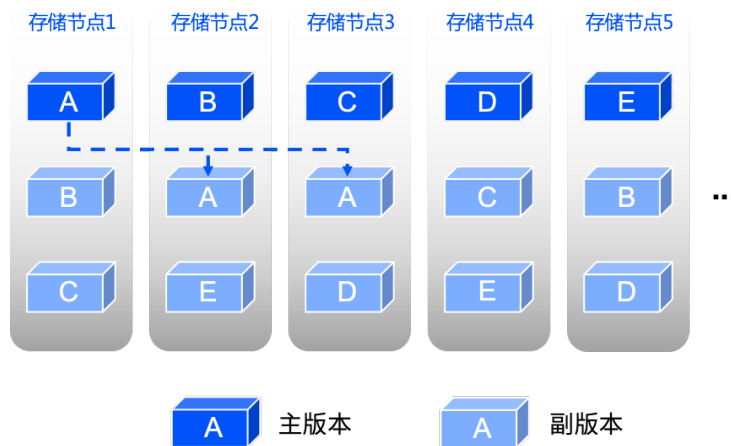 存储节点1 存储节点2 存储节点3 存储节点4 存储节点5
A B C D E
B A A C B ...
C E D E D
A 主版本 A 副版本